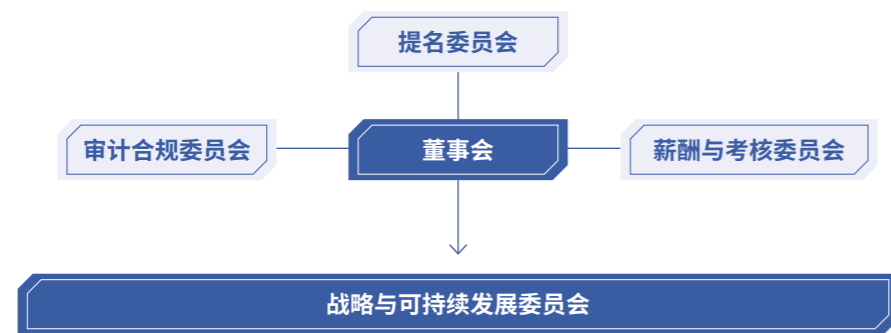 提名委员会
审计合规委员会
董事会
薪酬与考核委员会
战略与可持续发展委员会